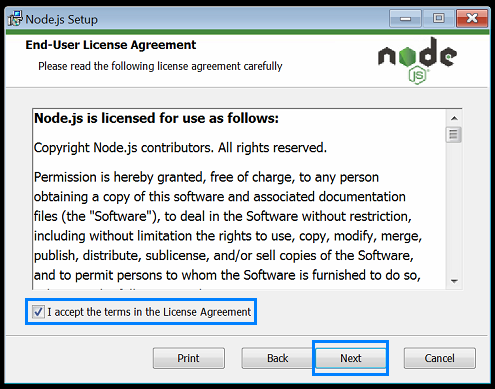 Node.js Setup
End-User License Agreement
Please read the following license agreement carefully
node
JS
Node.js is licensed for use as follows:
Copyright Node.js contributors. All rights reserved.
Permission is hereby granted, free of charge, to any person
obtaining a copy of this software and associated documentation
files (the "Software"), to deal in the Software without restriction,
including without limitation the rights to use, copy, modify, merge,
publish, distribute, sublicense, and/or sell copies of the Software,
and to permit persons to whom the Software is furnished to do so,
I accept the terms in the License Agreement
Print
Back
Next
Cancel